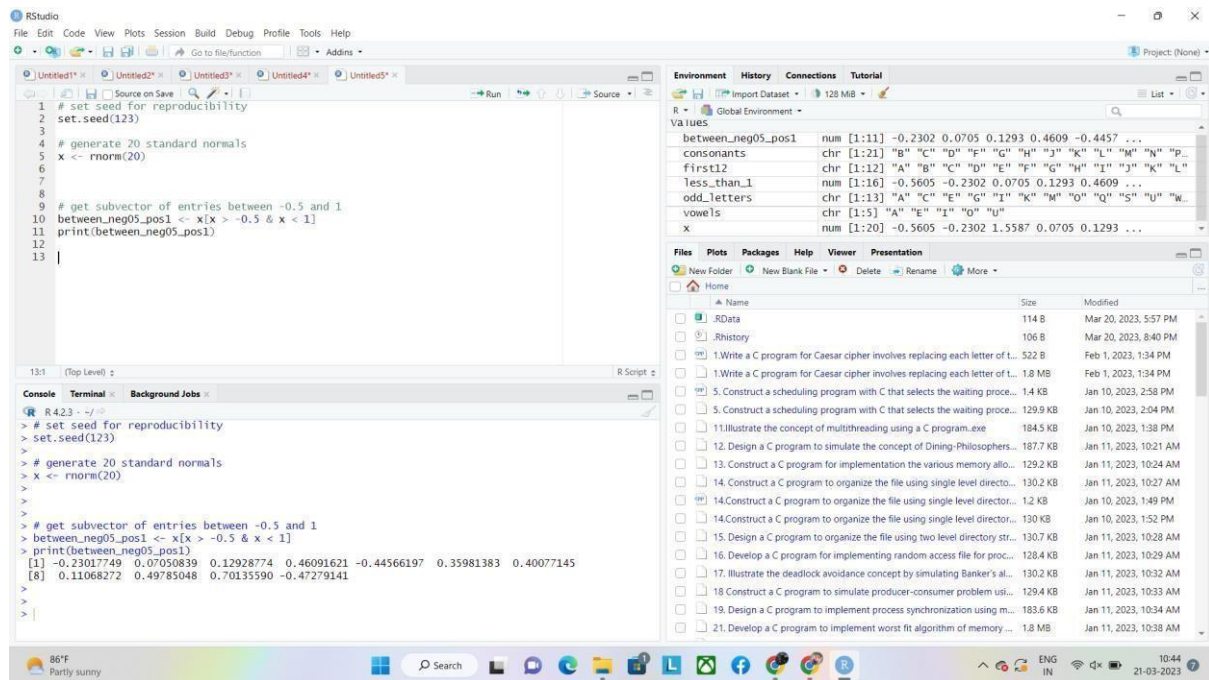 RStudio
File Edit Code View Plots Session Build Debug Profile Tools Help
Go to file/function Addins Project: (None)
Untitled1* Untitled2* Untitled3* Untitled4* Untitled5*
Source on Save Run Source
1 # set seed for reproducibility
2 set.seed(123)
3
4 # generate 20 standard normals
5 x <- rnorm(20)
6
7
8
9 # get subvector of entries between -0.5 and 1
10 between_neg05_pos1 <- x[x > -0.5 & x < 1]
11 print(between_neg05_pos1)
12
13
13:1 (Top Level) R Script
Console Terminal Background Jobs
R 4.2.3 · ~/
> # set seed for reproducibility
> set.seed(123)
>
> # generate 20 standard normals
> x <- rnorm(20)
>
>
>
> # get subvector of entries between -0.5 and 1
> between_neg05_pos1 <- x[x > -0.5 & x < 1]
> print(between_neg05_pos1)
[1] -0.23017749 0.07050839 0.12928774 0.46091621 -0.44566197 0.35981383 0.40077145
[8] 0.11068272 0.49785048 0.70135590 -0.47279141
>
>
>
Environment History Connections Tutorial
Import Dataset 128 MiB List
R Global Environment
Values
between_neg05_pos1 num [1:11] -0.2302 0.0705 0.1293 0.4609 -0.4457 ...
consonants chr [1:21] "B" "C" "D" "F" "G" "H" "J" "K" "L" "M" "N" "P…
first12 chr [1:12] "A" "B" "C" "D" "E" "F" "G" "H" "I" "J" "K" "L"
less_than_1 num [1:16] -0.5605 -0.2302 0.0705 0.1293 0.4609 ...
odd_letters chr [1:13] "A" "C" "E" "G" "I" "K" "M" "O" "Q" "S" "U" "W…
vowels chr [1:5] "A" "E" "I" "O" "U"
x num [1:20] -0.5605 -0.2302 1.5587 0.0705 0.1293 ...
Files Plots Packages Help Viewer Presentation
New Folder New Blank File Delete Rename More
Home
Name Size Modified
.RData 114 B Mar 20, 2023, 5:57 PM
.Rhistory 106 B Mar 20, 2023, 8:40 PM
1.Write a C program for Caesar cipher involves replacing each letter of t... 522 B Feb 1, 2023, 1:34 PM
1.Write a C program for Caesar cipher involves replacing each letter of t... 1.8 MB Feb 1, 2023, 1:34 PM
5. Construct a scheduling program with C that selects the waiting proce... 1.4 KB Jan 10, 2023, 2:58 PM
5. Construct a scheduling program with C that selects the waiting proce... 129.9 KB Jan 10, 2023, 2:04 PM
11.Illustrate the concept of multithreading using a C program..exe 184.5 KB Jan 10, 2023, 1:38 PM
12. Design a C program to simulate the concept of Dining-Philosophers... 187.7 KB Jan 11, 2023, 10:21 AM
13. Construct a C program for implementation the various memory allo... 129.2 KB Jan 11, 2023, 10:24 AM
14. Construct a C program to organize the file using single level directo... 130.2 KB Jan 11, 2023, 10:27 AM
14.Construct a C program to organize the file using single level director... 1.2 KB Jan 10, 2023, 1:49 PM
14.Construct a C program to organize the file using single level director... 130 KB Jan 10, 2023, 1:52 PM
15. Design a C program to organize the file using two level directory str... 130.7 KB Jan 11, 2023, 10:28 AM
16. Develop a C program for implementing random access file for proc... 128.4 KB Jan 11, 2023, 10:29 AM
17. Illustrate the deadlock avoidance concept by simulating Banker's al... 130.2 KB Jan 11, 2023, 10:32 AM
18 Construct a C program to simulate producer-consumer problem usi... 129.4 KB Jan 11, 2023, 10:33 AM
19. Design a C program to implement process synchronization using m... 183.6 KB Jan 11, 2023, 10:34 AM
21. Develop a C program to implement worst fit algorithm of memory ... 1.8 MB Jan 11, 2023, 10:38 AM
86°F
Partly sunny
Search
ENG
IN
10:44
21-03-2023
7